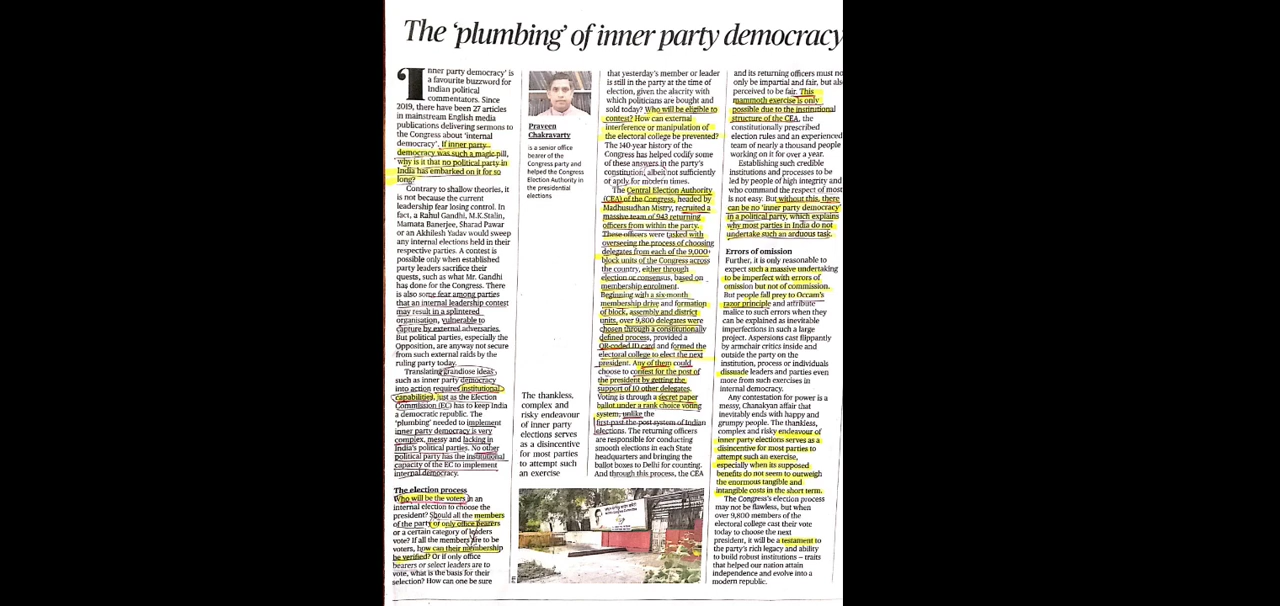 The 'plumbing' of inner party democracy
'Inner party democracy' is
a favourite buzzword for
Indian political
commentators. Since
2019, there have been 27 articles
in mainstream English media
publications delivering sermons to
the Congress about 'internal
democracy'. If inner party
democracy was such a magic pill,
why is it that no political party in
India has embarked on it for so
long?
Contrary to shallow theories, it
is not because the current
leadership fear losing control. In
fact, a Rahul Gandhi, M.K.Stalin,
Mamata Banerjee, Sharad Pawar
or an Akhilesh Yadav would sweep
any internal elections held in their
respective parties. A contest is
possible only when established
party leaders sacrifice their
quests, such as what Mr. Gandhi
has done for the Congress. There
is also some fear among parties
that an internal leadership contest
may result in a splintered
organisation, vulnerable to
capture by external adversaries.
But political parties, especially the
Opposition, are anyway not secure
from such external raids by the
ruling party today.
Translating grandiose ideas
such as inner party democracy
into action requires institutional
capabilities, just as the Election
Commission (EC) has to keep India
a democratic republic. The
'plumbing' needed to implement
inner party democracy is very
complex, messy and lacking in
India's political parties. No other
political party has the institutional
capacity of the EC to implement
internal democracy.
The election process
Who will be the voters in an
internal election to choose the
president? Should all the members
of the party or only office bearers
or a certain category of leaders
vote? If all the members are to be
voters, how can their membership
be verified? Or if only office
bearers or select leaders are to
vote, what is the basis for their
selection? How can one be sure
Praveen
Chakravarty
is a senior office
bearer of the
Congress party and
helped the Congress
Election Authority in
the presidential
elections
The thankless,
complex and
risky endeavour
of inner party
elections serves
as a disincentive
for most parties
to attempt such
an exercise
that yesterday's member or leader
is still in the party at the time of
election, given the alacrity with
which politicians are bought and
sold today? Who will be eligible to
contest? How can external
interference or manipulation of
the electoral college be prevented?
The 140-year history of the
Congress has helped codify some
of these answers in the party's
constitution, albeit not sufficiently
or aptly for modern times.
The Central Election Authority
(CEA) of the Congress, headed by
Madhusudhan Mistry, recruited a
massive team of 943 returning
officers from within the party.
These officers were tasked with
overseeing the process of choosing
delegates from each of the 9,000+
block units of the Congress across
the country, either through
election or consensus, based on
membership enrolment.
Beginning with a six-month
membership drive and formation
of block, assembly and district
units, over 9,800 delegates were
chosen through a constitutionally
defined process, provided a
QR-coded ID card and formed the
electoral college to elect the next
president. Any of them could
choose to contest for the post of
the president by getting the
support of 10 other delegates.
Voting is through a secret paper
ballot under a rank choice voting
system, unlike the
first-past-the post system of Indian
elections. The returning officers
are responsible for conducting
smooth elections in each State
headquarters and bringing the
ballot boxes to Delhi for counting.
And through this process, the CEA
and its returning officers must no
only be impartial and fair, but als
perceived to be fair. This
mammoth exercise is only
possible due to the institutional
structure of the CEA, the
constitutionally prescribed
election rules and an experienced
team of nearly a thousand people
working on it for over a year.
Establishing such credible
institutions and processes to be
led by people of high integrity and
who command the respect of most
is not easy. But without this, there
can be no 'inner party democracy'
in a political party, which explains
why most parties in India do not
undertake such an arduous task.
Errors of omission
Further, it is only reasonable to
expect such a massive undertaking
to be imperfect with errors of
omission but not of commission.
But people fall prey to Occam's
razor principle and attribute
malice to such errors when they
can be explained as inevitable
imperfections in such a large
project. Aspersions cast flippantly
by armchair critics inside and
outside the party on the
institution, process or individuals
dissuade leaders and parties even
more from such exercises in
internal democracy.
Any contestation for power is a
messy, Chanakyan affair that
inevitably ends with happy and
grumpy people. The thankless,
complex and risky endeavour of
inner party elections serves as a
disincentive for most parties to
attempt such an exercise,
especially when its supposed
benefits do not seem to outweigh
the enormous tangible and
intangible costs in the short term.
The Congress's election process
may not be flawless, but when
over 9,800 members of the
electoral college cast their vote
today to choose the next
president, it will be a testament to
the party's rich legacy and ability
to build robust institutions – traits
that helped our nation attain
independence and evolve into a
modern republic.